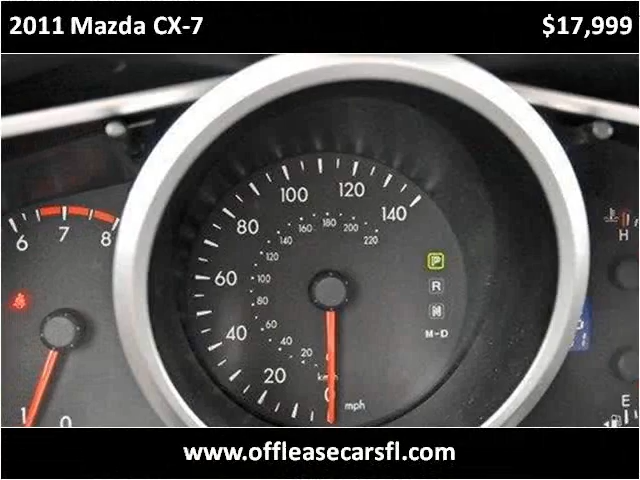 2011 Mazda CX-7 $17,999
100 120
80 140
160 180 200
140 220
120
6 7 8
H
P
60 100
R
80
N
60
40 40 M-D
20
20 km/h
1 0 0 mph
E
www.offleasecarsfl.com